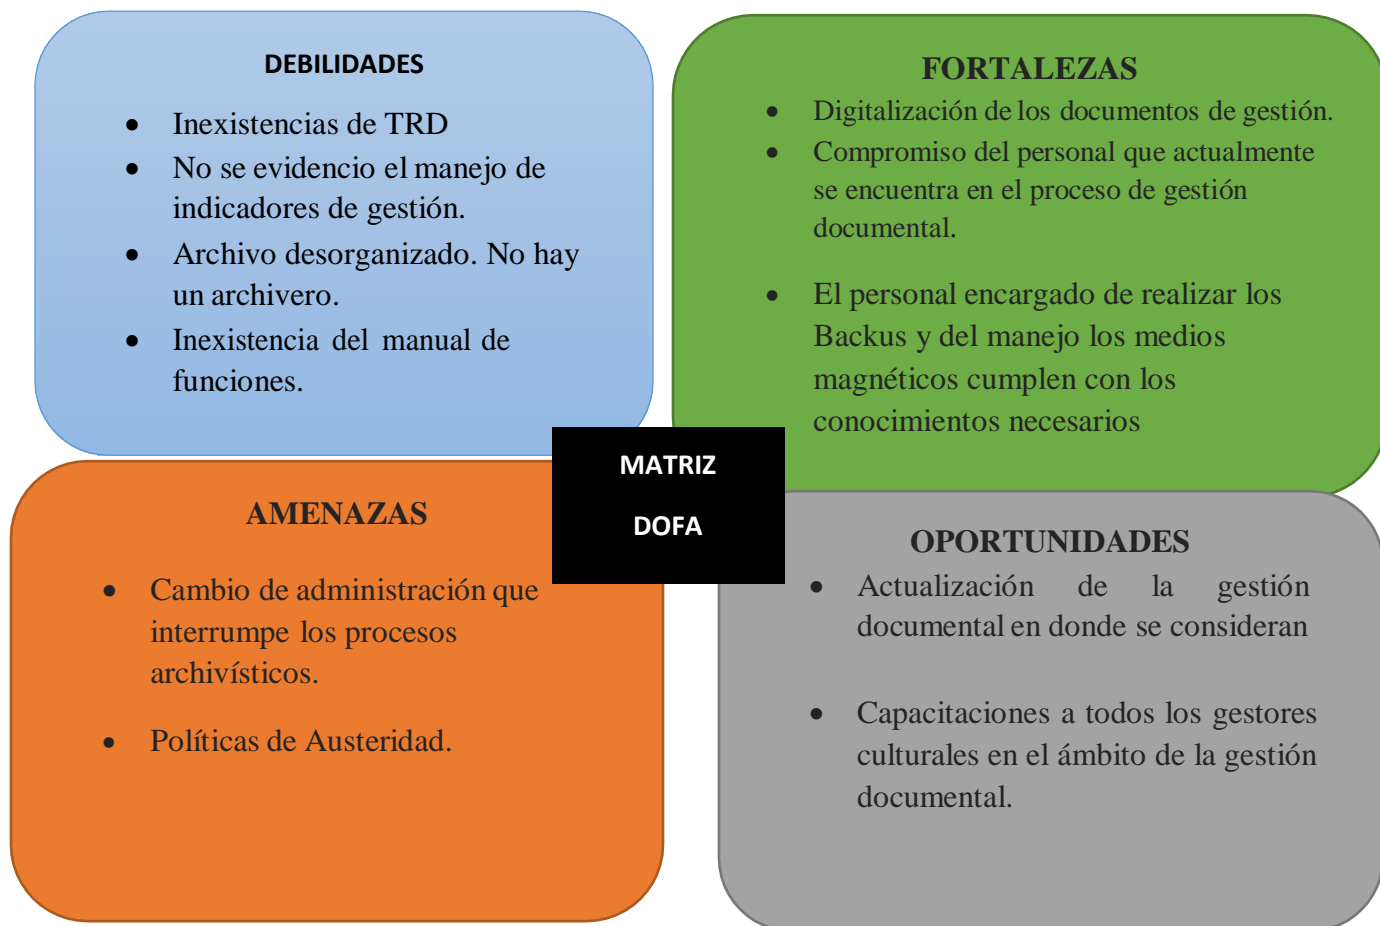 DEBILIDADES
• Inexistencias de TRD
• No se evidencio el manejo de
indicadores de gestión.
• Archivo desorganizado. No hay
un archivero.
• Inexistencia del manual de
funciones.
FORTALEZAS
• Digitalización de los documentos de gestión.
• Compromiso del personal que actualmente
se encuentra en el proceso de gestión
documental.
• El personal encargado de realizar los
Backus y del manejo los medios
magnéticos cumplen con los
conocimientos necesarios
MATRIZ
DOFA
AMENAZAS
• Cambio de administración que
interrumpe los procesos
archivísticos.
• Políticas de Austeridad.
OPORTUNIDADES
• Actualización de la gestión
documental en donde se consideran
• Capacitaciones a todos los gestores
culturales en el ámbito de la gestión
documental.